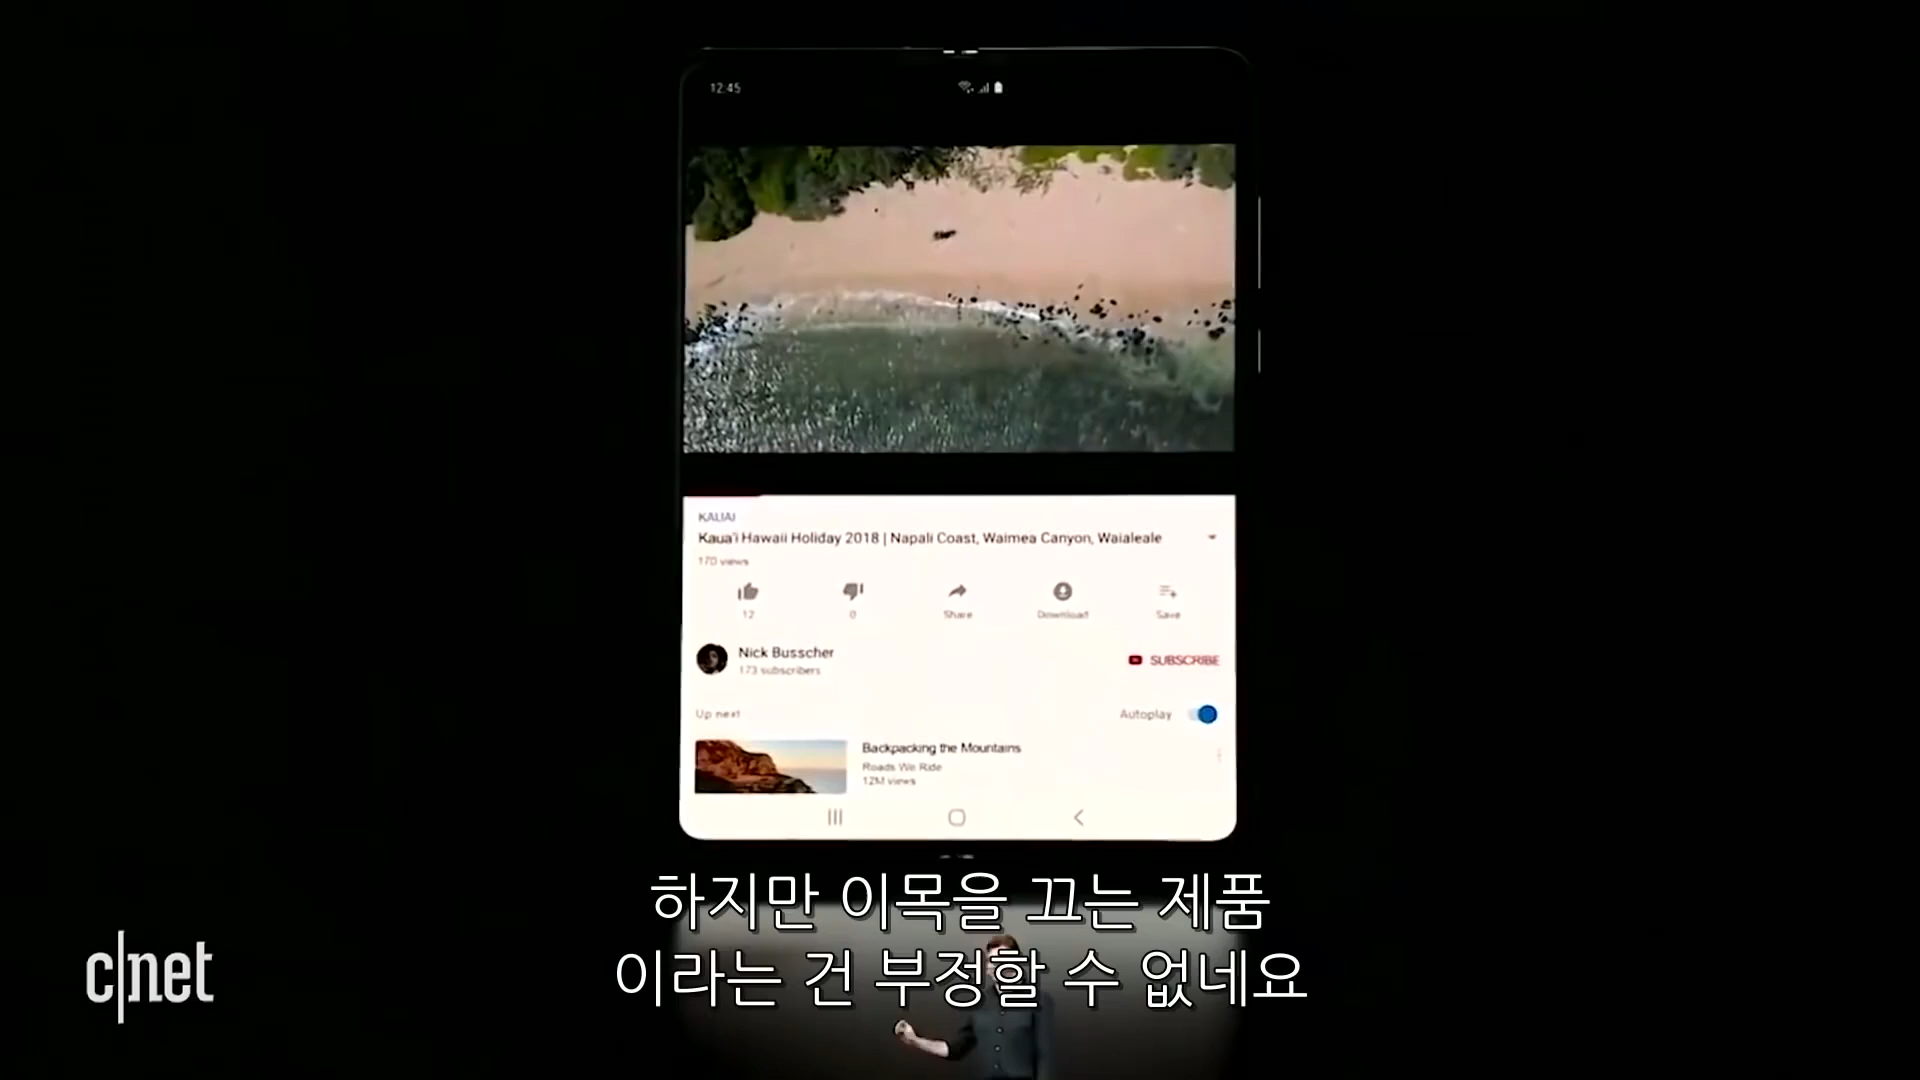 12:45
KAUAI
Kaua'i Hawaii Holiday 2018 | Napali Coast, Waimea Canyon, Waialeale
170 views
12
0
Share
Download
Save
Nick Busscher
173 subscribers
SUBSCRIBE
Up next
Autoplay
Backpacking the Mountains
Roads We Ride
12M views
하지만 이목을 끄는 제품
이라는 건 부정할 수 없네요
c|net